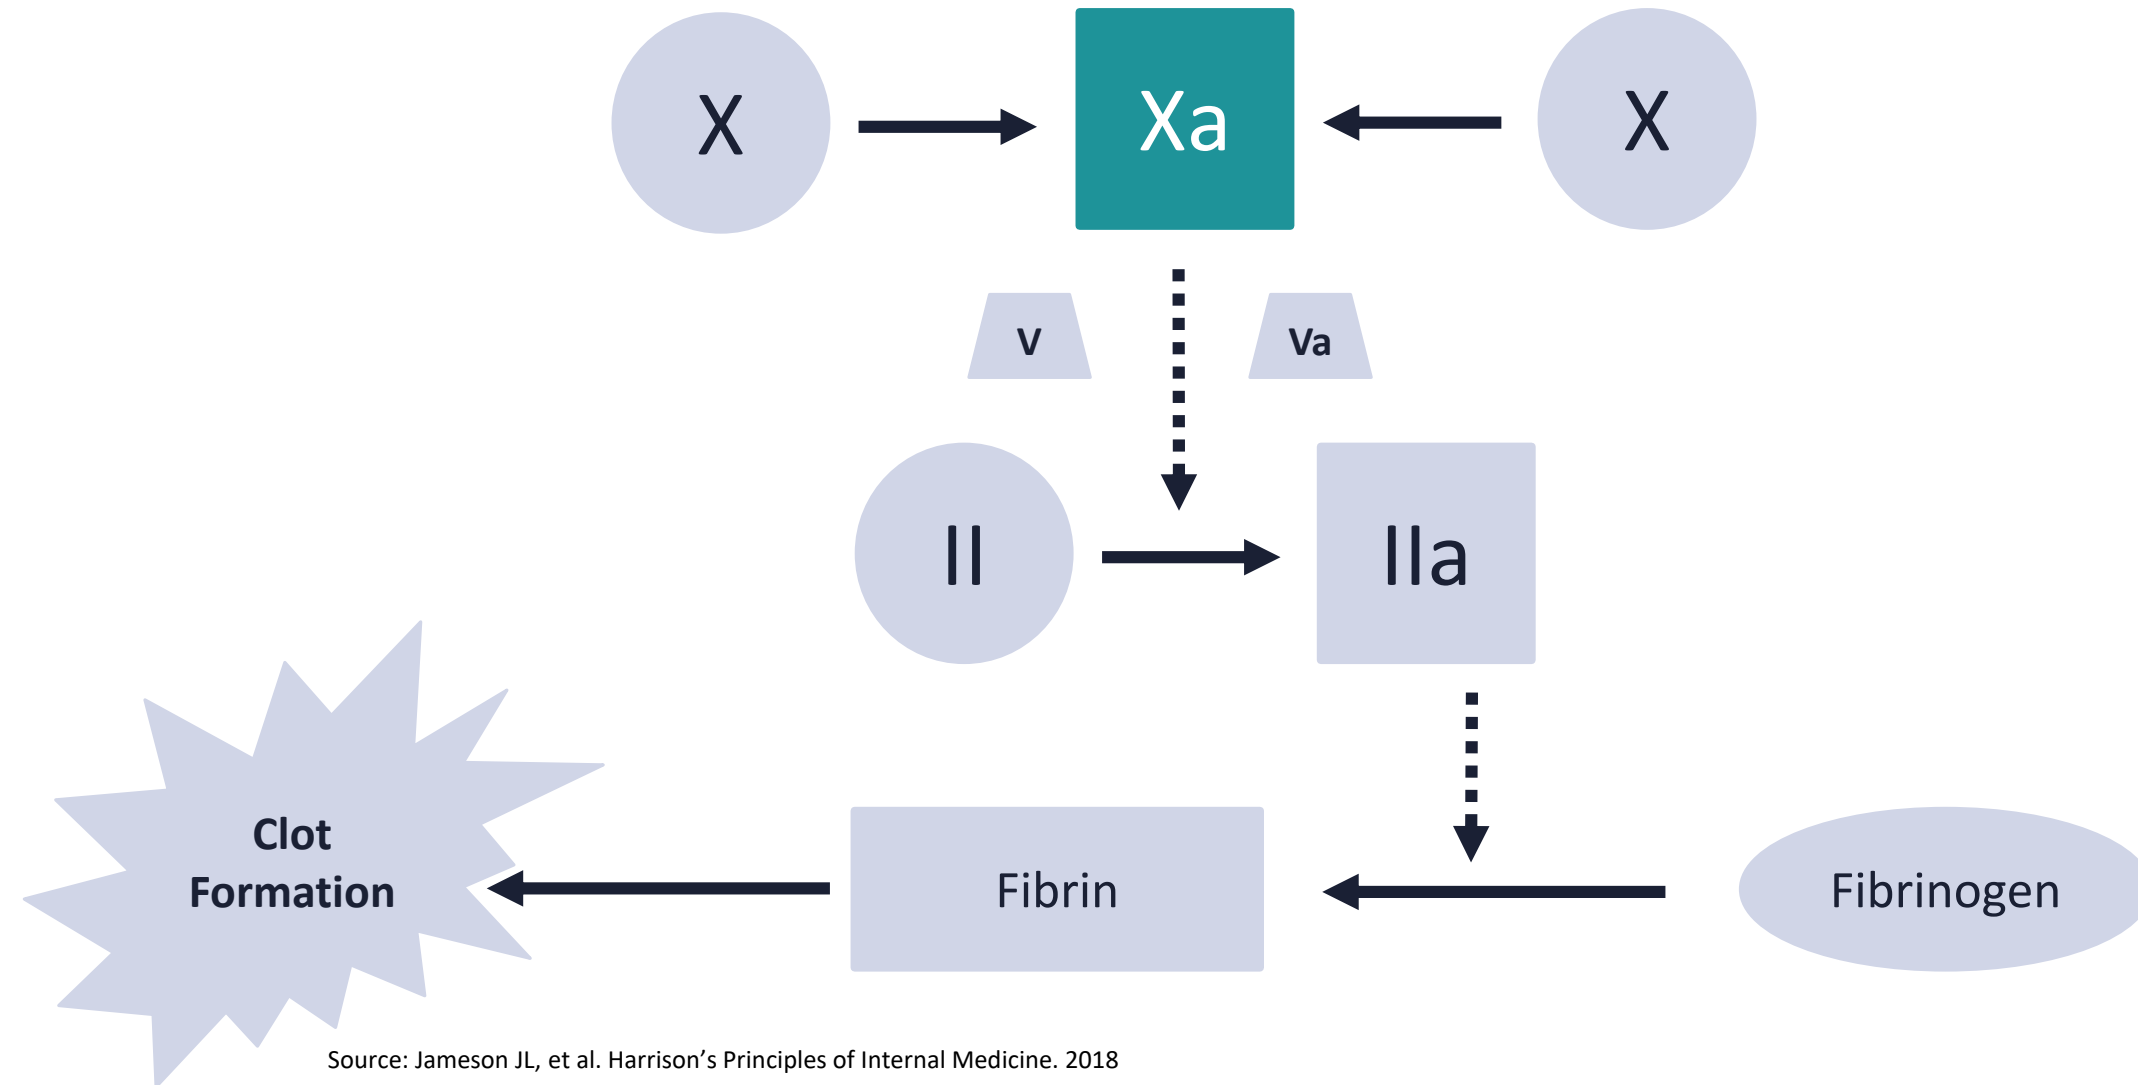 X
Xa
X
V
Va
II
IIa
Clot
Formation
Fibrin
Fibrinogen
Source: Jameson JL, et al. Harrison’s Principles of Internal Medicine. 2018